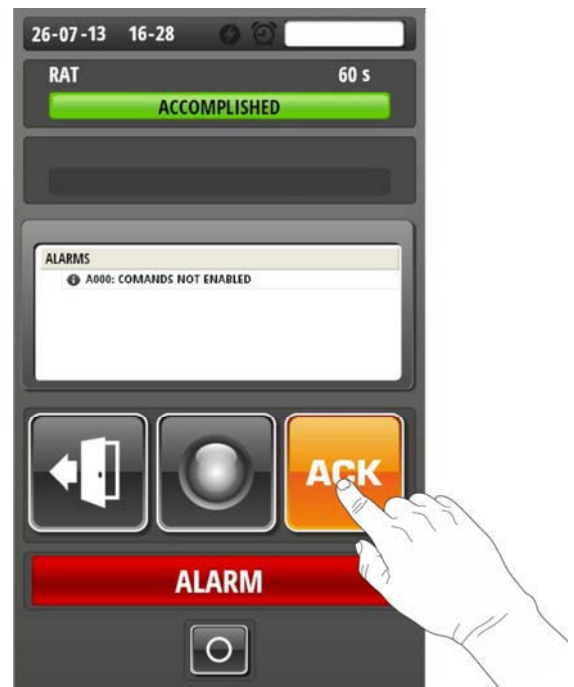 26-07-13 16-28
RAT 60 s
ACCOMPLISHED
ALARMS
A000: COMANDS NOT ENABLED
ACK
ALARM